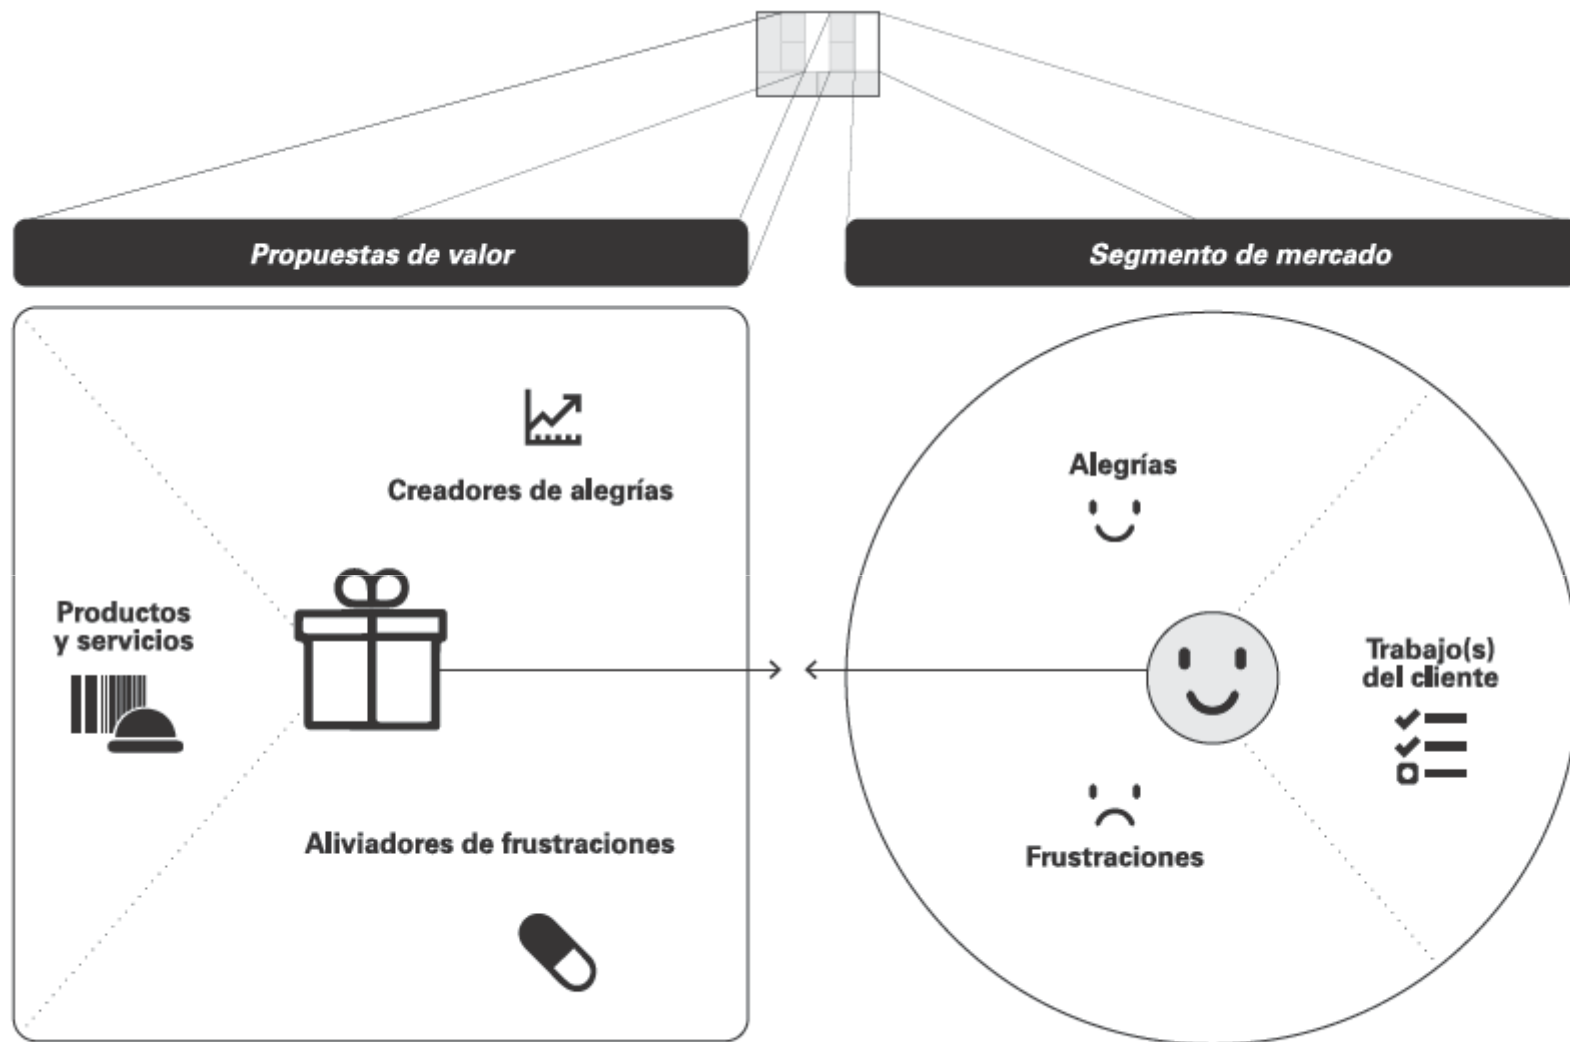 Propuestas de valor
Segmento de mercado
Creadores de alegrías
Productos
y servicios
Aliviadores de frustraciones
Alegrías
Trabajo(s)
del cliente
Frustraciones